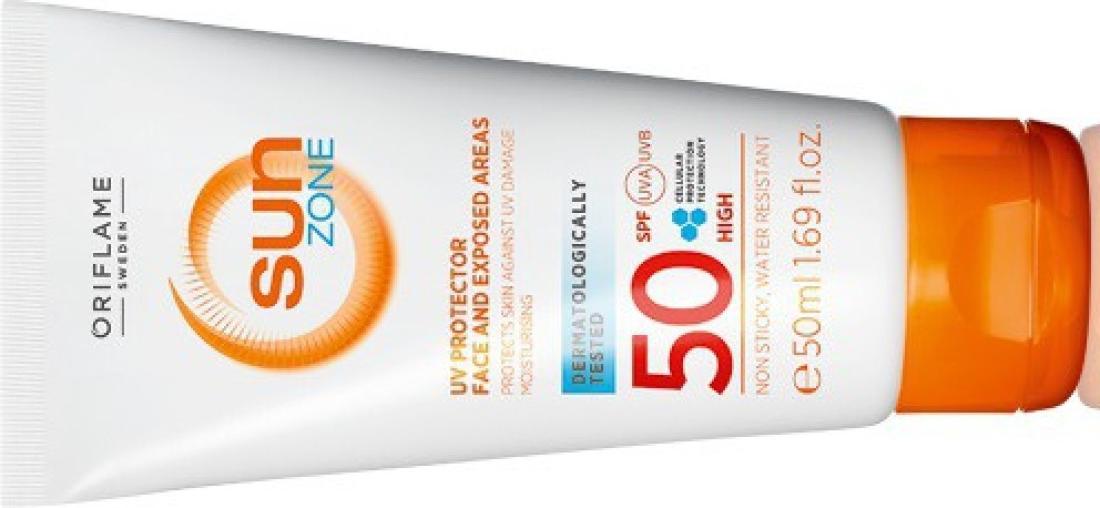 ORIFLAME
SWEDEN
sun
ZONE
UV PROTECTOR
FACE AND EXPOSED AREAS
PROTECTS SKIN AGAINST UV DAMAGE
MOISTURISING
DERMATOLOGICALLY
TESTED
50
SPF UVA UVB
CELLULAR
PROTECTION
TECHNOLOGY
HIGH
NON STICKY, WATER RESISTANT
e 50ml 1.69 fl.oz.